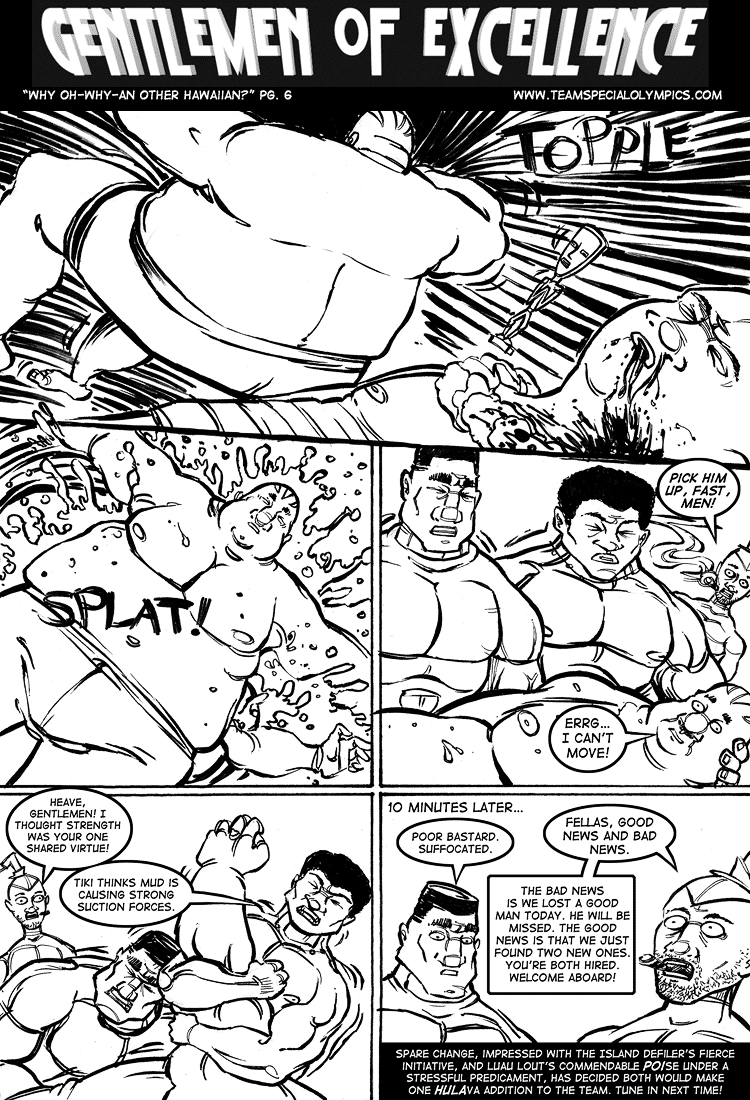 GENTLEMEN OF EXCELLENCE
"WHY OH-WHY-AN OTHER HAWAIIAN?" PG. 6
WWW.TEAMSPECIALOLYMPICS.COM
TOPPLE
SPLAT!
PICK HIM
UP, FAST,
MEN!
ERRG...
I CAN'T
MOVE!
HEAVE,
GENTLEMEN! I
THOUGHT STRENGTH
WAS YOUR ONE
SHARED VIRTUE!
TIKI THINKS MUD IS
CAUSING STRONG
SUCTION FORCES.
10 MINUTES LATER...
POOR BASTARD.
SUFFOCATED.
FELLAS, GOOD
NEWS AND BAD
NEWS.
THE BAD NEWS
IS WE LOST A GOOD
MAN TODAY. HE WILL BE
MISSED. THE GOOD
NEWS IS THAT WE JUST
FOUND TWO NEW ONES.
YOU'RE BOTH HIRED.
WELCOME ABOARD!
SPARE CHANGE, IMPRESSED WITH THE ISLAND DEFILER'S FIERCE
INITIATIVE, AND LUAU LOUT'S COMMENDABLE POISE UNDER A
STRESSFUL PREDICAMENT, HAS DECIDED BOTH WOULD MAKE
ONE HULAVA ADDITION TO THE TEAM. TUNE IN NEXT TIME!